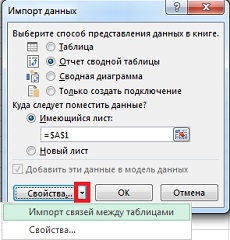 Импорт данных
Выберите способ представления данных в книге.
Таблица
Отчет сводной таблицы
Сводная диаграмма
Только создать подключение
Куда следует поместить данные?
Имеющийся лист:
=$A$1
Новый лист
Добавить эти данные в модель данных
Свойства... ОК Отмена
Импорт связей между таблицами
Свойства...